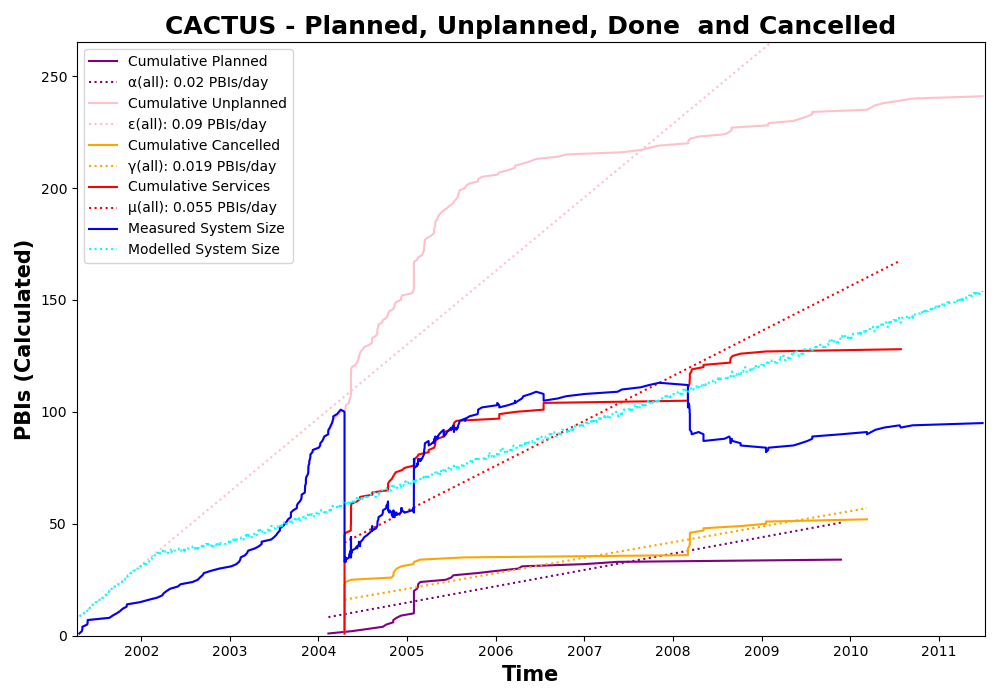 CACTUS - Planned, Unplanned, Done  and Cancelled
Cumulative Planned
α(all): 0.02 PBIs/day
Cumulative Unplanned
ε(all): 0.09 PBIs/day
Cumulative Cancelled
γ(all): 0.019 PBIs/day
Cumulative Services
μ(all): 0.055 PBIs/day
Measured System Size
Modelled System Size
PBIs (Calculated)
250
200
150
100
50
0
2002 2003 2004 2005 2006 2007 2008 2009 2010 2011
Time